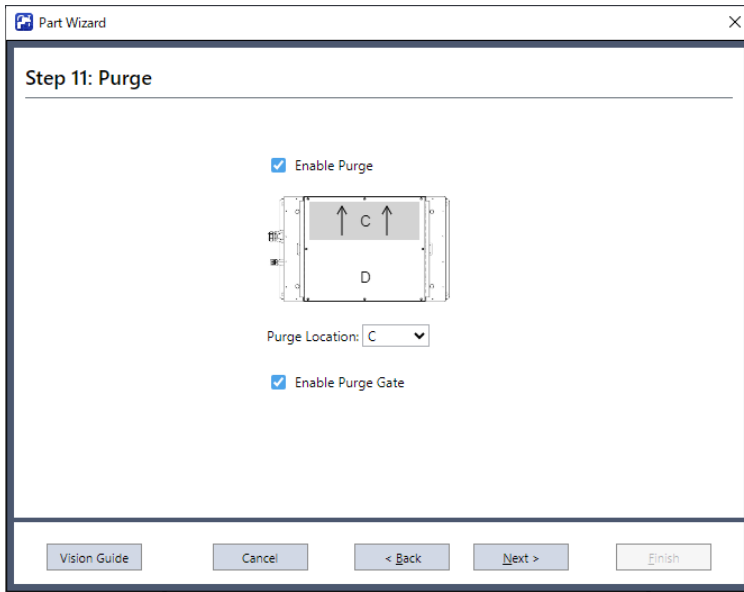 Part Wizard
Step 11: Purge
Enable Purge
C
D
Purge Location: C
Enable Purge Gate
Vision Guide Cancel < Back Next > Finish